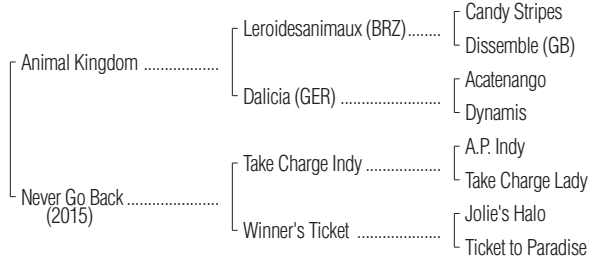 Candy Stripes
Leroidesanimaux (BRZ)........
Dissemble (GB)
Animal Kingdom ..................
Acatenango
Dalicia (GER) ........................
Dynamis
A.P. Indy
Take Charge Indy ..................
Take Charge Lady
Never Go Back ......................
(2015)
Jolie's Halo
Winner's Ticket ....................
Ticket to Paradise